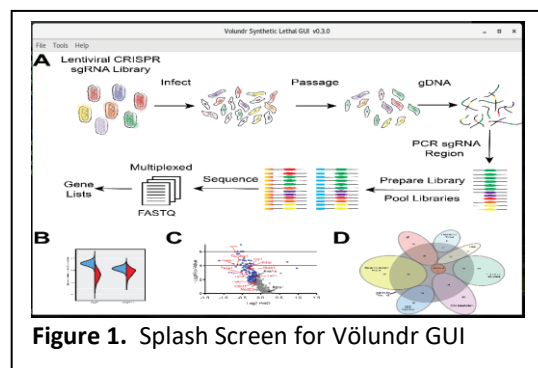 Volundr Synthetic Lethal GUI v0.3.0
File Tools Help
A
Lentiviral CRISPR
sgRNA Library
Infect
Passage
gDNA
PCR sgRNA
Region
Prepare Library
Pool Libraries
Sequence
Multiplexed
FASTQ
Gene
Lists
B
C
D
Figure 1. Splash Screen for Völundr GUI